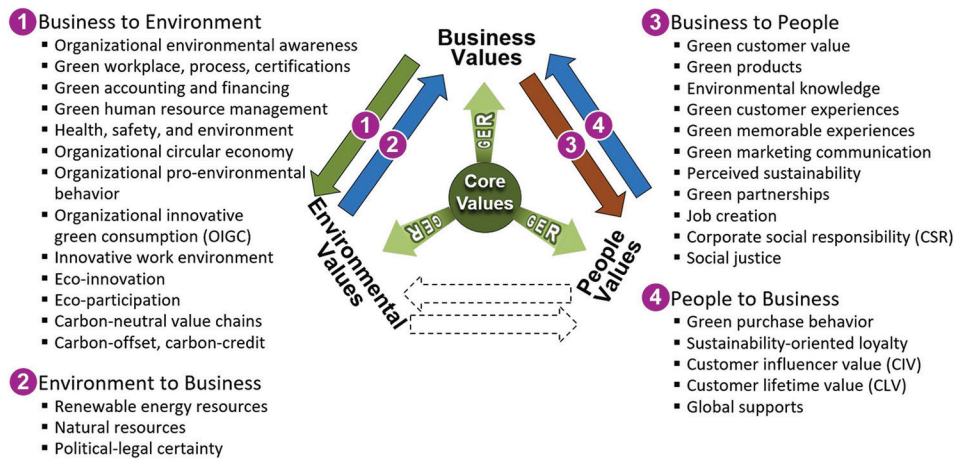 1 Business to Environment
▪ Organizational environmental awareness
▪ Green workplace, process, certifications
▪ Green accounting and financing
▪ Green human resource management
▪ Health, safety, and environment
▪ Organizational circular economy
▪ Organizational pro-environmental
behavior
▪ Organizational innovative
green consumption (OIGC)
▪ Innovative work environment
▪ Eco-innovation
▪ Eco-participation
▪ Carbon-neutral value chains
▪ Carbon-offset, carbon-credit
2 Environment to Business
▪ Renewable energy resources
▪ Natural resources
▪ Political-legal certainty
Business
Values
1
2
3
4
GER
Core
Values
GER
GER
Environmental
Values
People
Values
3 Business to People
▪ Green customer value
▪ Green products
▪ Environmental knowledge
▪ Green customer experiences
▪ Green memorable experiences
▪ Green marketing communication
▪ Perceived sustainability
▪ Green partnerships
▪ Job creation
▪ Corporate social responsibility (CSR)
▪ Social justice
4 People to Business
▪ Green purchase behavior
▪ Sustainability-oriented loyalty
▪ Customer influencer value (CIV)
▪ Customer lifetime value (CLV)
▪ Global supports